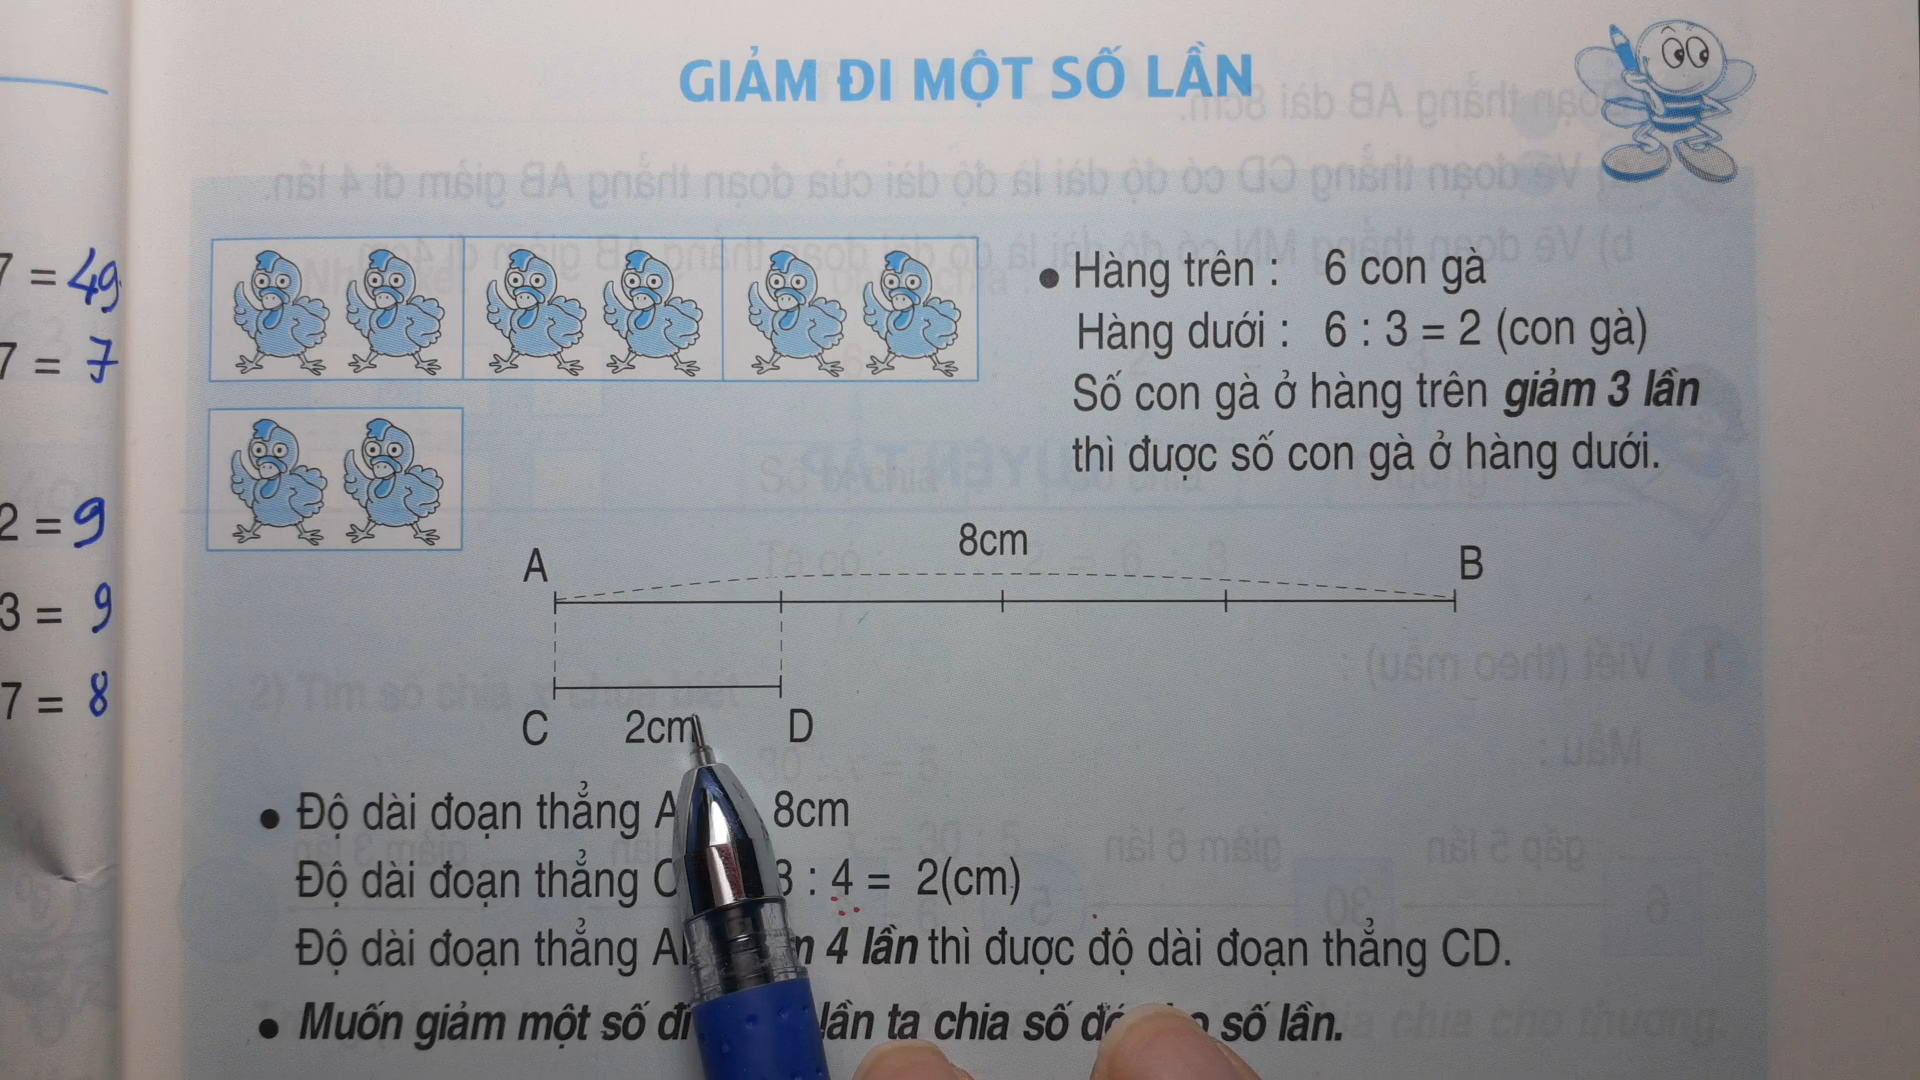 GIẢM ĐI MỘT SỐ LẦN
7 = 49
7 = 7
2 = 9
3 = 9
7 = 8
● Hàng trên : 6 con gà
Hàng dưới : 6 : 3 = 2 (con gà)
Số con gà ở hàng trên giảm 3 lần
thì được số con gà ở hàng dưới.
8cm
A B
C 2cm D
● Độ dài đoạn thẳng 8cm
Độ dài đoạn thẳng : 4 = 2(cm)
Độ dài đoạn thẳng 4 lần thì được độ dài đoạn thẳng CD.
● Muốn giảm một số đi lần ta chia số số lần.